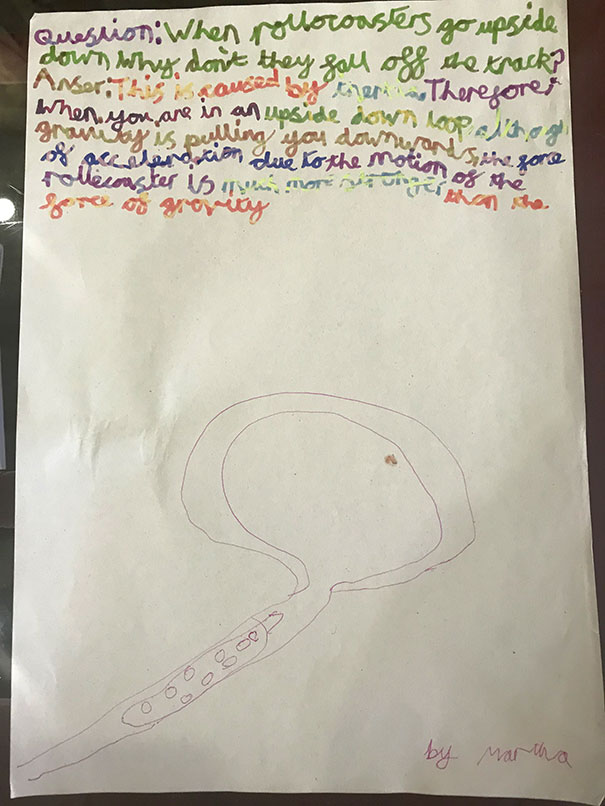 Question: When rollocoasters go upside
down why don't they fall off the track?
Anser: This is caused by inertia. Therefore,
when you are in an upside down loop, although
gravity is pulling you downwards, the force
of acceleration due to the motion of the
rollecoaster is much more stronger than the
force of gravity
by Martha